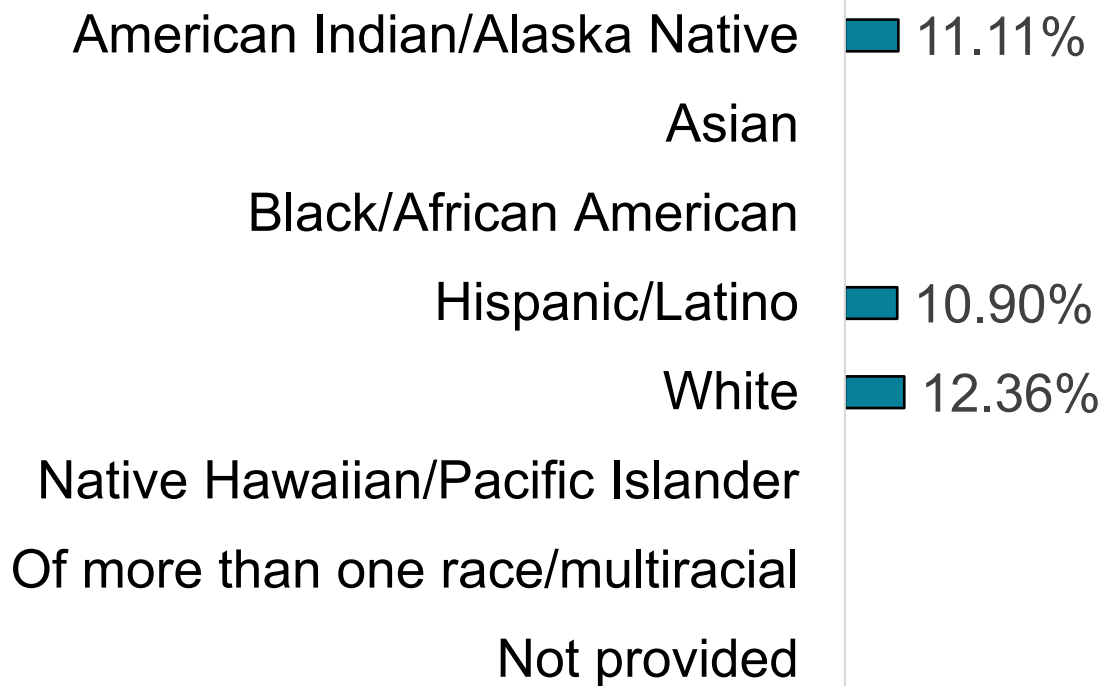 American Indian/Alaska Native 11.11%
Asian
Black/African American
Hispanic/Latino 10.90%
White 12.36%
Native Hawaiian/Pacific Islander
Of more than one race/multiracial
Not provided